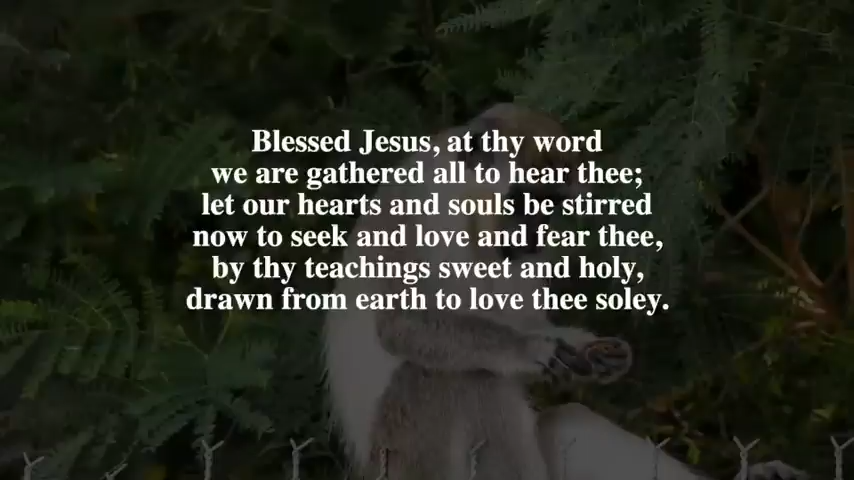 Blessed Jesus, at thy word
we are gathered all to hear thee;
let our hearts and souls be stirred
now to seek and love and fear thee,
by thy teachings sweet and holy,
drawn from earth to love thee soley.